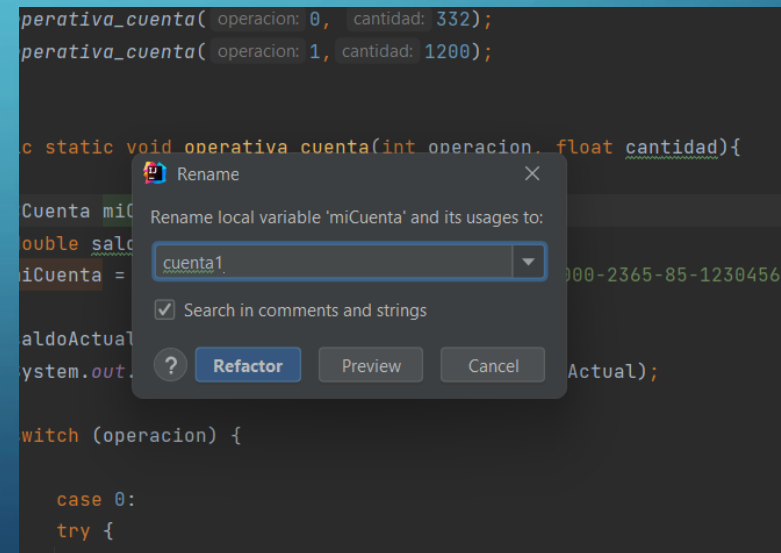 perativa_cuenta( operacion: 0, cantidad: 332);
perativa_cuenta( operacion: 1, cantidad: 1200);
c static void operativa_cuenta(int operacion, float cantidad){
Rename
Cuenta miC
Rename local variable 'miCuenta' and its usages to:
ouble sald
cuenta1
iCuenta = 000-2365-85-1230456
Search in comments and strings
aldoActual
? Refactor Preview Cancel
ystem.out. Actual);
witch (operacion) {
case 0:
try {